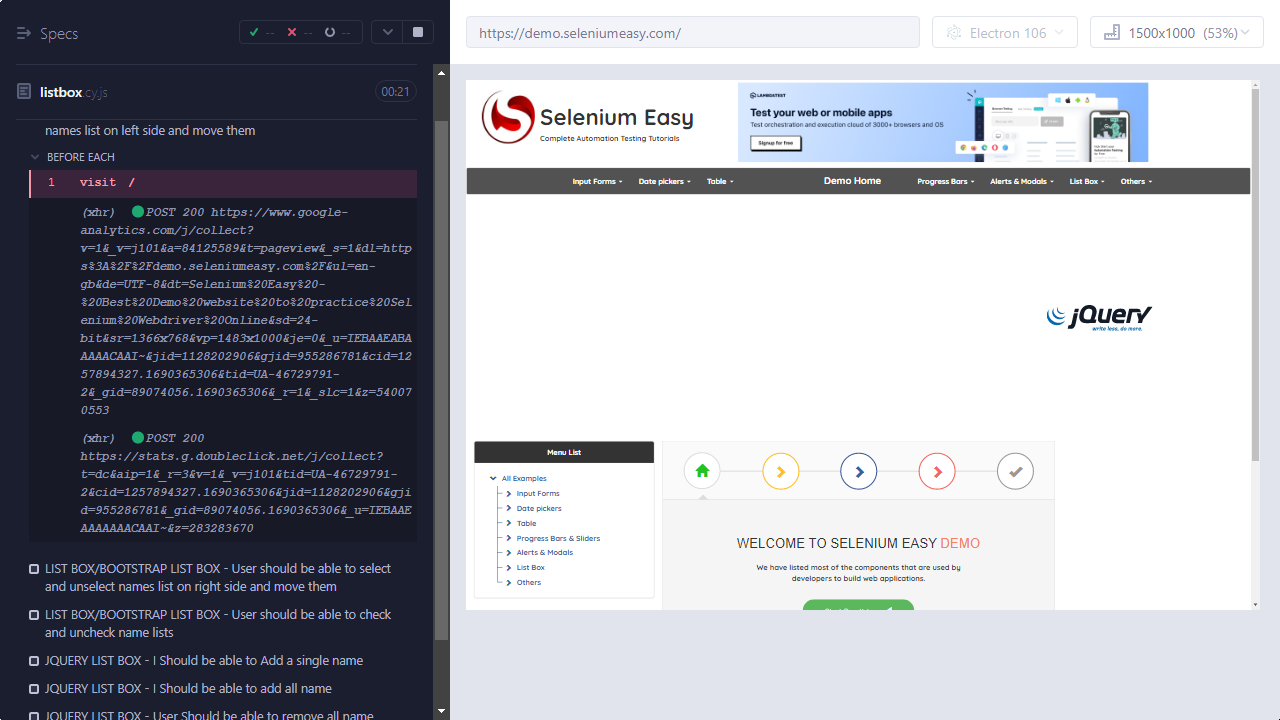 Specs
--
--
--
listbox.cy.js
00:21
names list on left side and move them
BEFORE EACH
1 visit /
(xhr) POST 200 https://www.google-
analytics.com/j/collect?
v=1&_v=j101&a=84125589&t=pageview&_s=1&dl=http
s%3A%2F%2Fdemo.seleniumeasy.com%2F&ul=en-
gb&de=UTF-8&dt=Selenium%20Easy%20-
%20Best%20Demo%20website%20to%20practice%20Sel
enium%20Webdriver%20Online&sd=24-
bit&sr=1366x768&vp=1483x1000&je=0&_u=IEBAAEABA
AAAACAAI~&jid=1128202906&gjid=955286781&cid=12
57894327.1690365306&tid=UA-46729791-
2&_gid=89074056.1690365306&_r=1&_slc=1&z=54007
0553
(xhr) POST 200
https://stats.g.doubleclick.net/j/collect?
t=dc&aip=1&_r=3&v=1&_v=j101&tid=UA-46729791-
2&cid=1257894327.1690365306&jid=1128202906&gji
d=955286781&_gid=89074056.1690365306&_u=IEBAAE
AAAAAAACAAI~&z=283283670
LIST BOX/BOOTSTRAP LIST BOX - User should be able to select
and unselect names list on right side and move them
LIST BOX/BOOTSTRAP LIST BOX - User should be able to check
and uncheck name lists
JQUERY LIST BOX - I Should be able to Add a single name
JQUERY LIST BOX - I Should be able to add all name
JQUERY LIST BOX - User Should be able to remove all name
https://demo.seleniumeasy.com/
Electron 106
1500x1000 (53%)
Selenium Easy
Complete Automation Testing Tutorials
LAMBDATEST
Test your web or mobile apps
Test orchestration and execution cloud of 3000+ browsers and OS
Signup for free
Input Forms
Date pickers
Table
Demo Home
Progress Bars
Alerts & Modals
List Box
Others
jQuery
write less, do more.
Menu List
All Examples
Input Forms
Date pickers
Table
Progress Bars & Sliders
Alerts & Modals
List Box
Others
WELCOME TO SELENIUM EASY DEMO
We have listed most of the components that are used by
developers to build web applications.